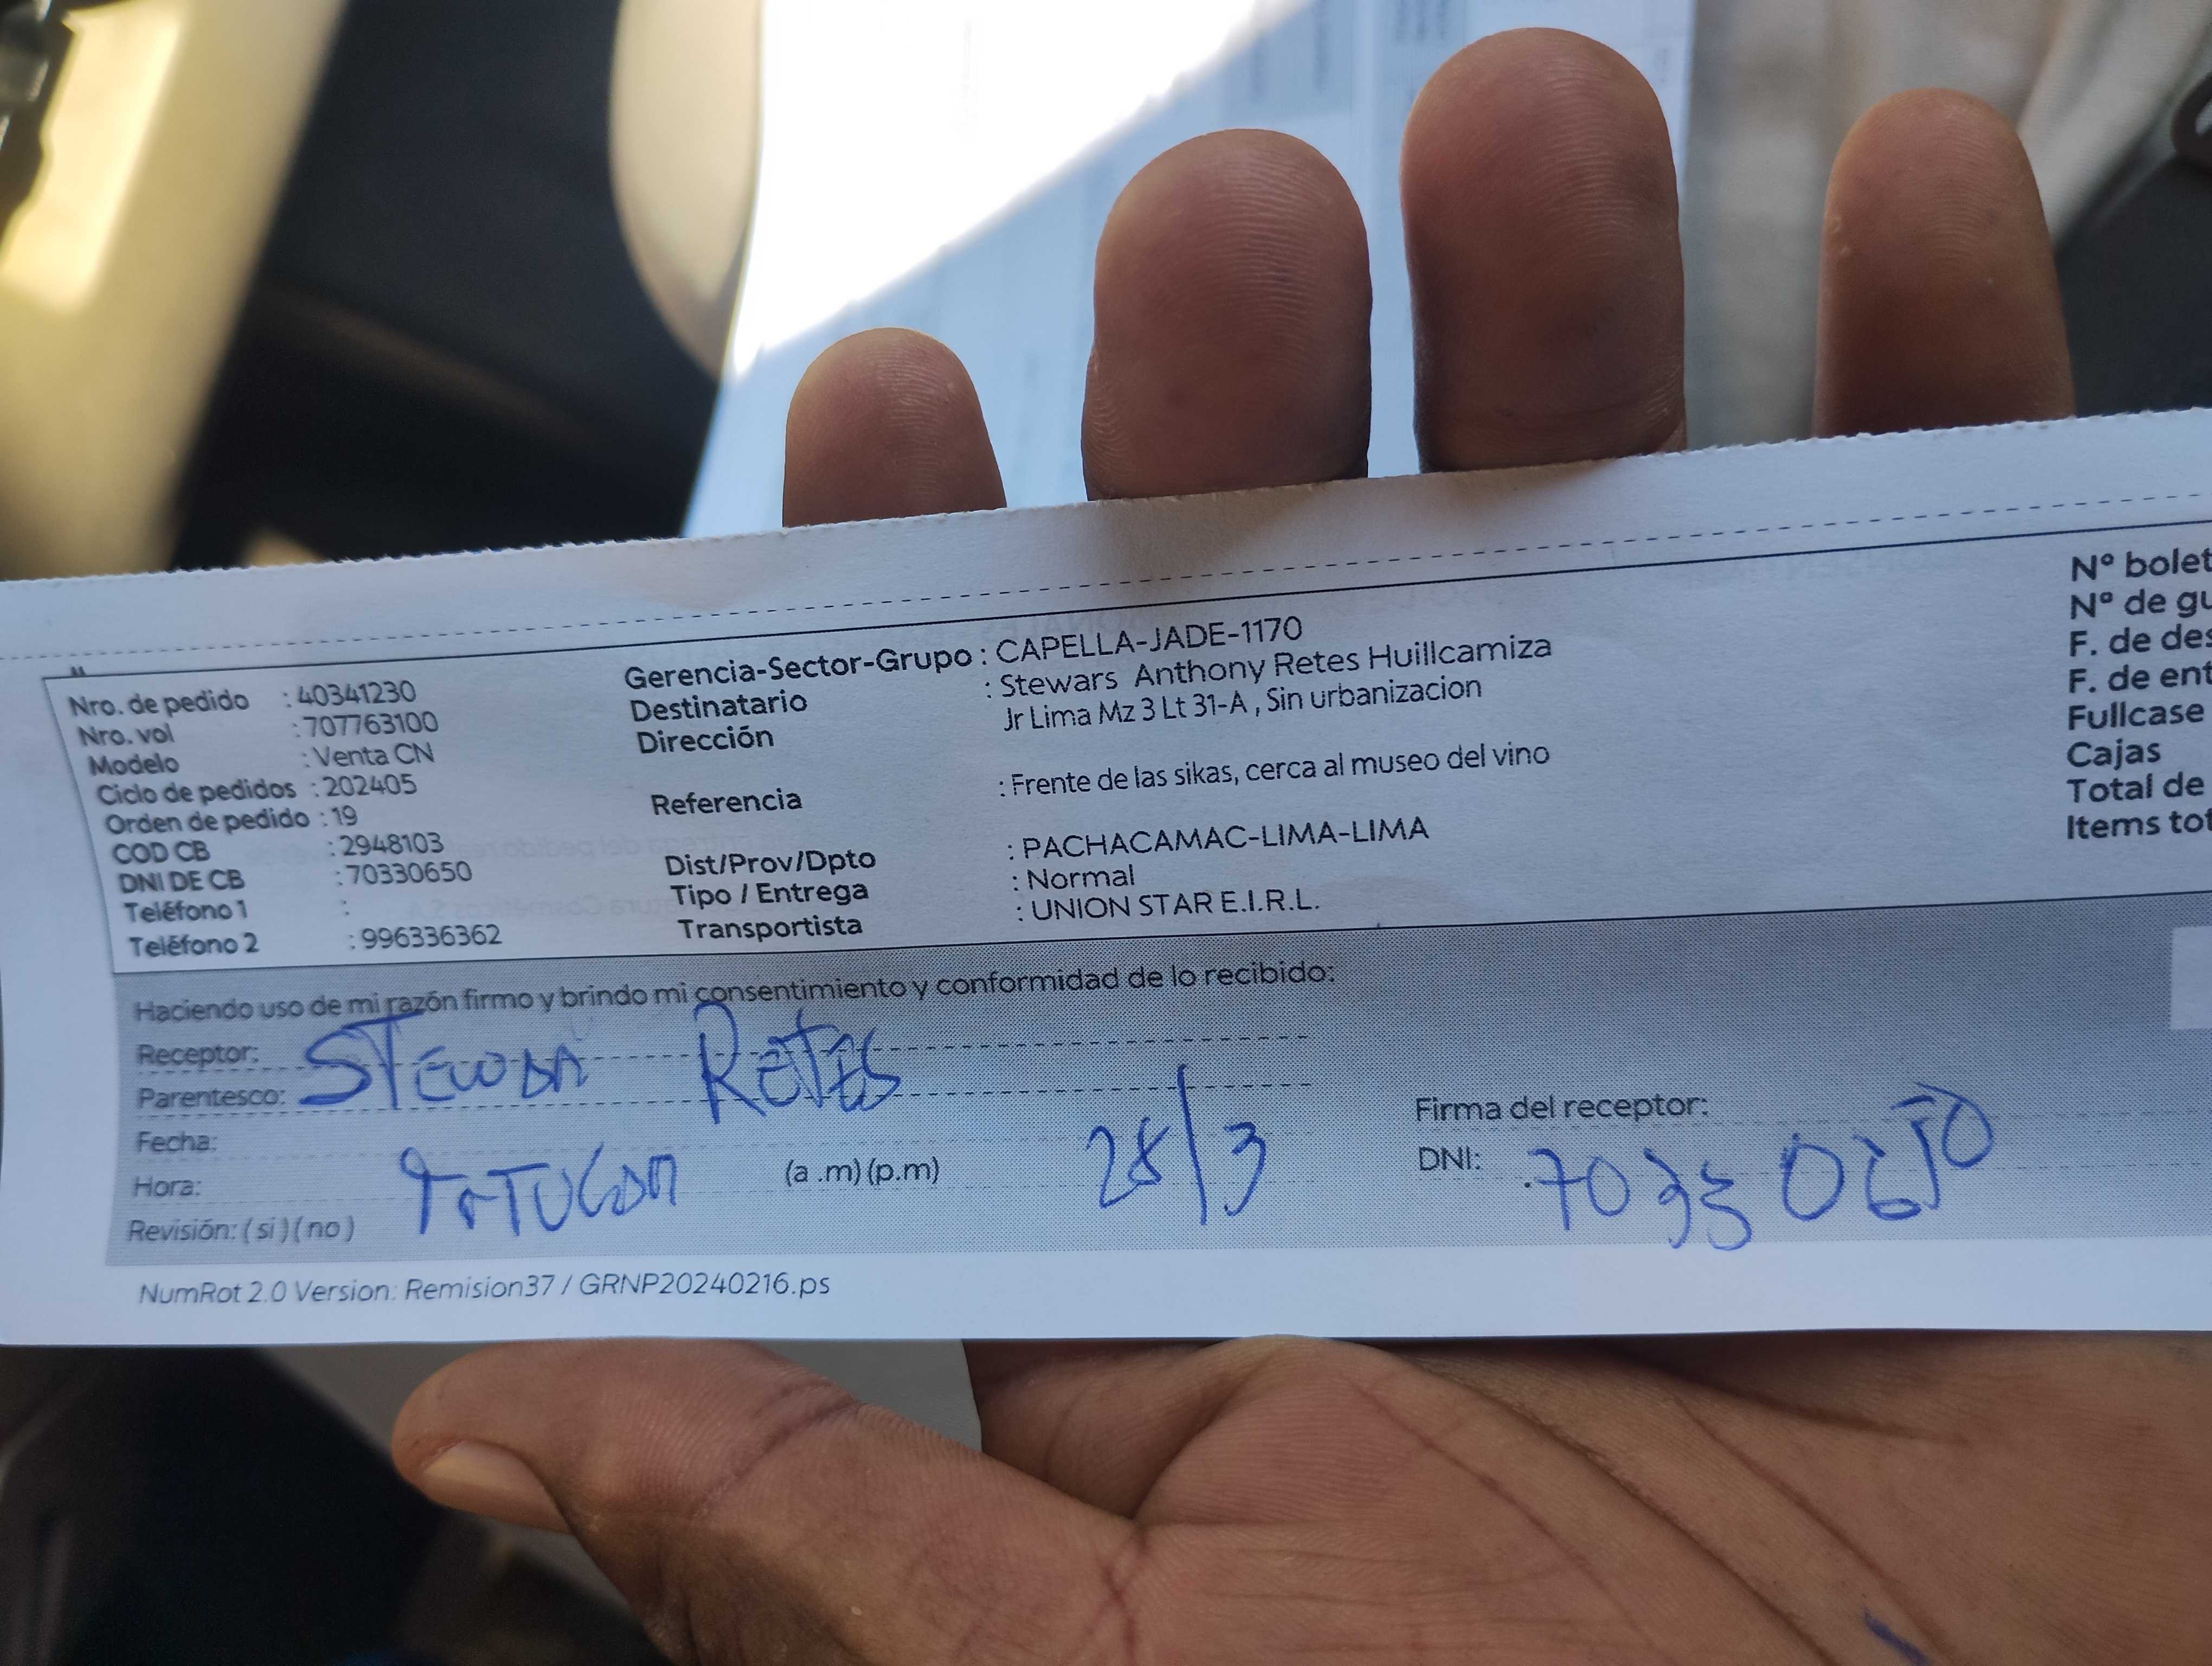 Nro. de pedido : 40341230
Nro. vol : 707763100
Modelo : Venta CN
Ciclo de pedidos : 202405
Orden de pedido : 19
COD CB : 2948103
DNI DE CB : 70330650
Teléfono 1 :
Teléfono 2 : 996336362
Gerencia-Sector-Grupo : CAPELLA-JADE-1170
Destinatario : Stewars Anthony Retes Huillcamiza
Dirección Jr Lima Mz 3 Lt 31-A , Sin urbanizacion
Referencia : Frente de las sikas, cerca al museo del vino
Dist/Prov/Dpto : PACHACAMAC-LIMA-LIMA
Tipo / Entrega : Normal
Transportista : UNION STAR E.I.R.L.
Nº bolet
Nº de gu
F. de des
F. de ent
Fullcase
Cajas
Total de
Items tot
Haciendo uso de mi razón firmo y brindo mi consentimiento y conformidad de lo recibido:
Receptor: Retes
Parentesco:
Fecha: 28/3
Hora: (a .m) (p.m)
Revisión: ( si ) ( no )
Firma del receptor:
DNI: 70330650
NumRot 2.0 Version: Remision37 / GRNP20240216.ps